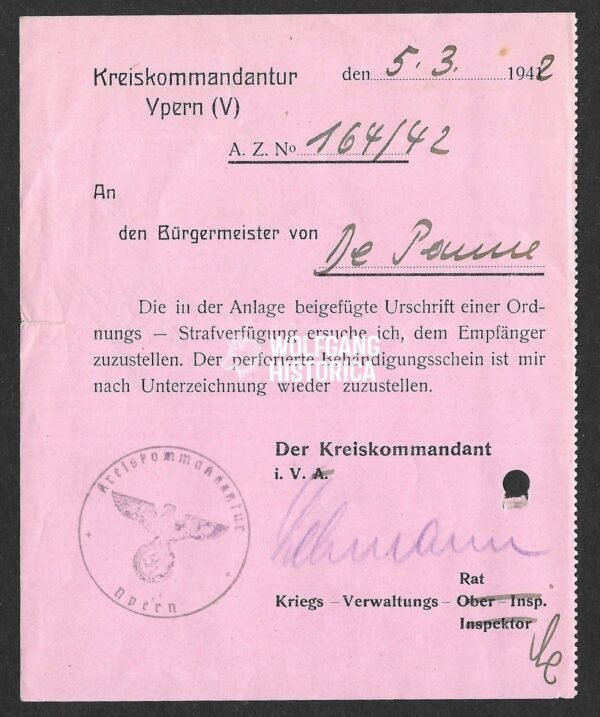 Kreiskommandantur
Ypern (V)
den 5. 3. 1942
A. Z. No 164/42
An
den Bürgermeister von De Panne
Die in der Anlage beigefügte Urschrift einer Ord-
nungs — Strafverfügung ersuche ich, dem Empfänger
zuzustellen. Der perforierte Behändigungsschein ist mir
nach Unterzeichnung wieder zuzustellen.
WOLFGANG
HISTORICA
Der Kreiskommandant
i. V. A.
Lehmann
Rat
Kriegs - Verwaltungs - Ober - Insp.
Inspektor
Kreiskommandantur
Ypern